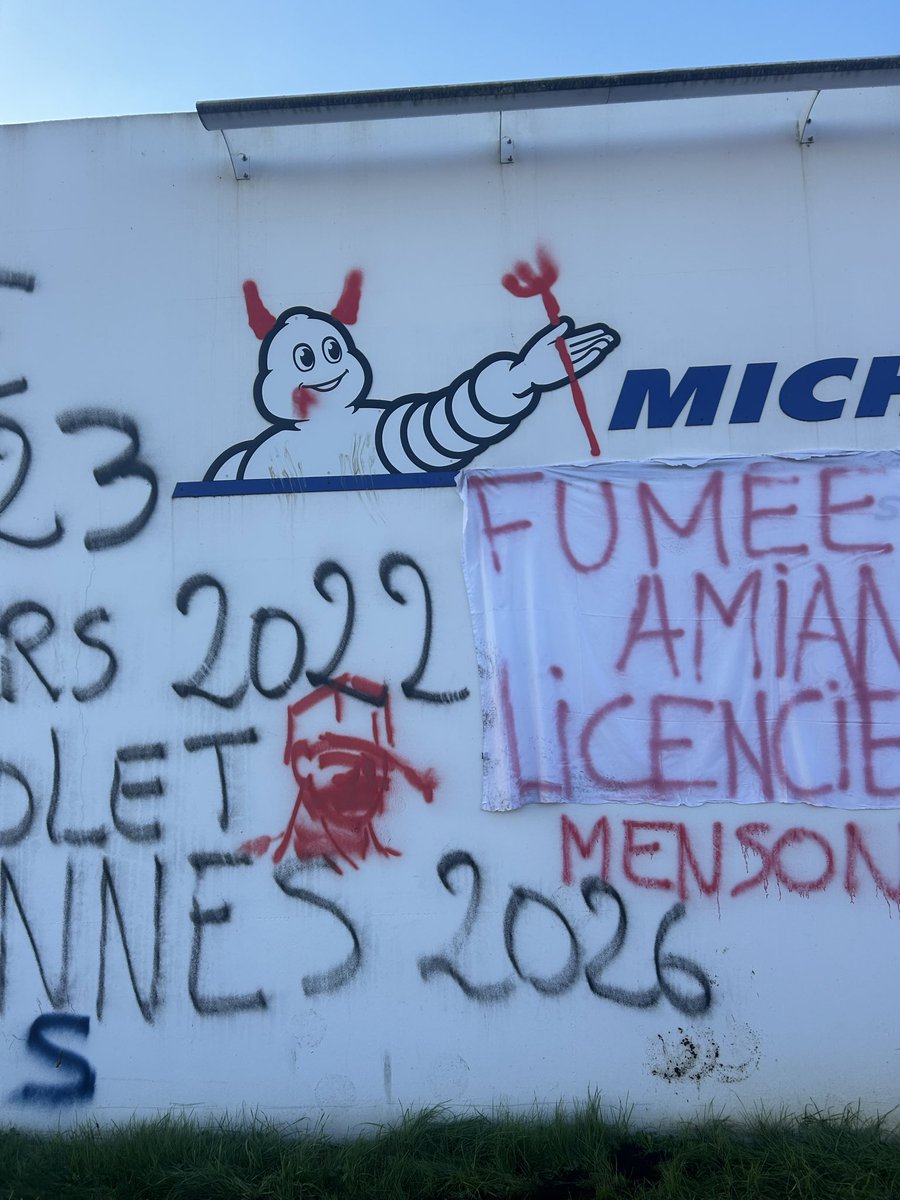 MICH
23
RS 2022
OLET
NNES 2026
S
FUMEE
AMIAN
LICENCIE
MENSON